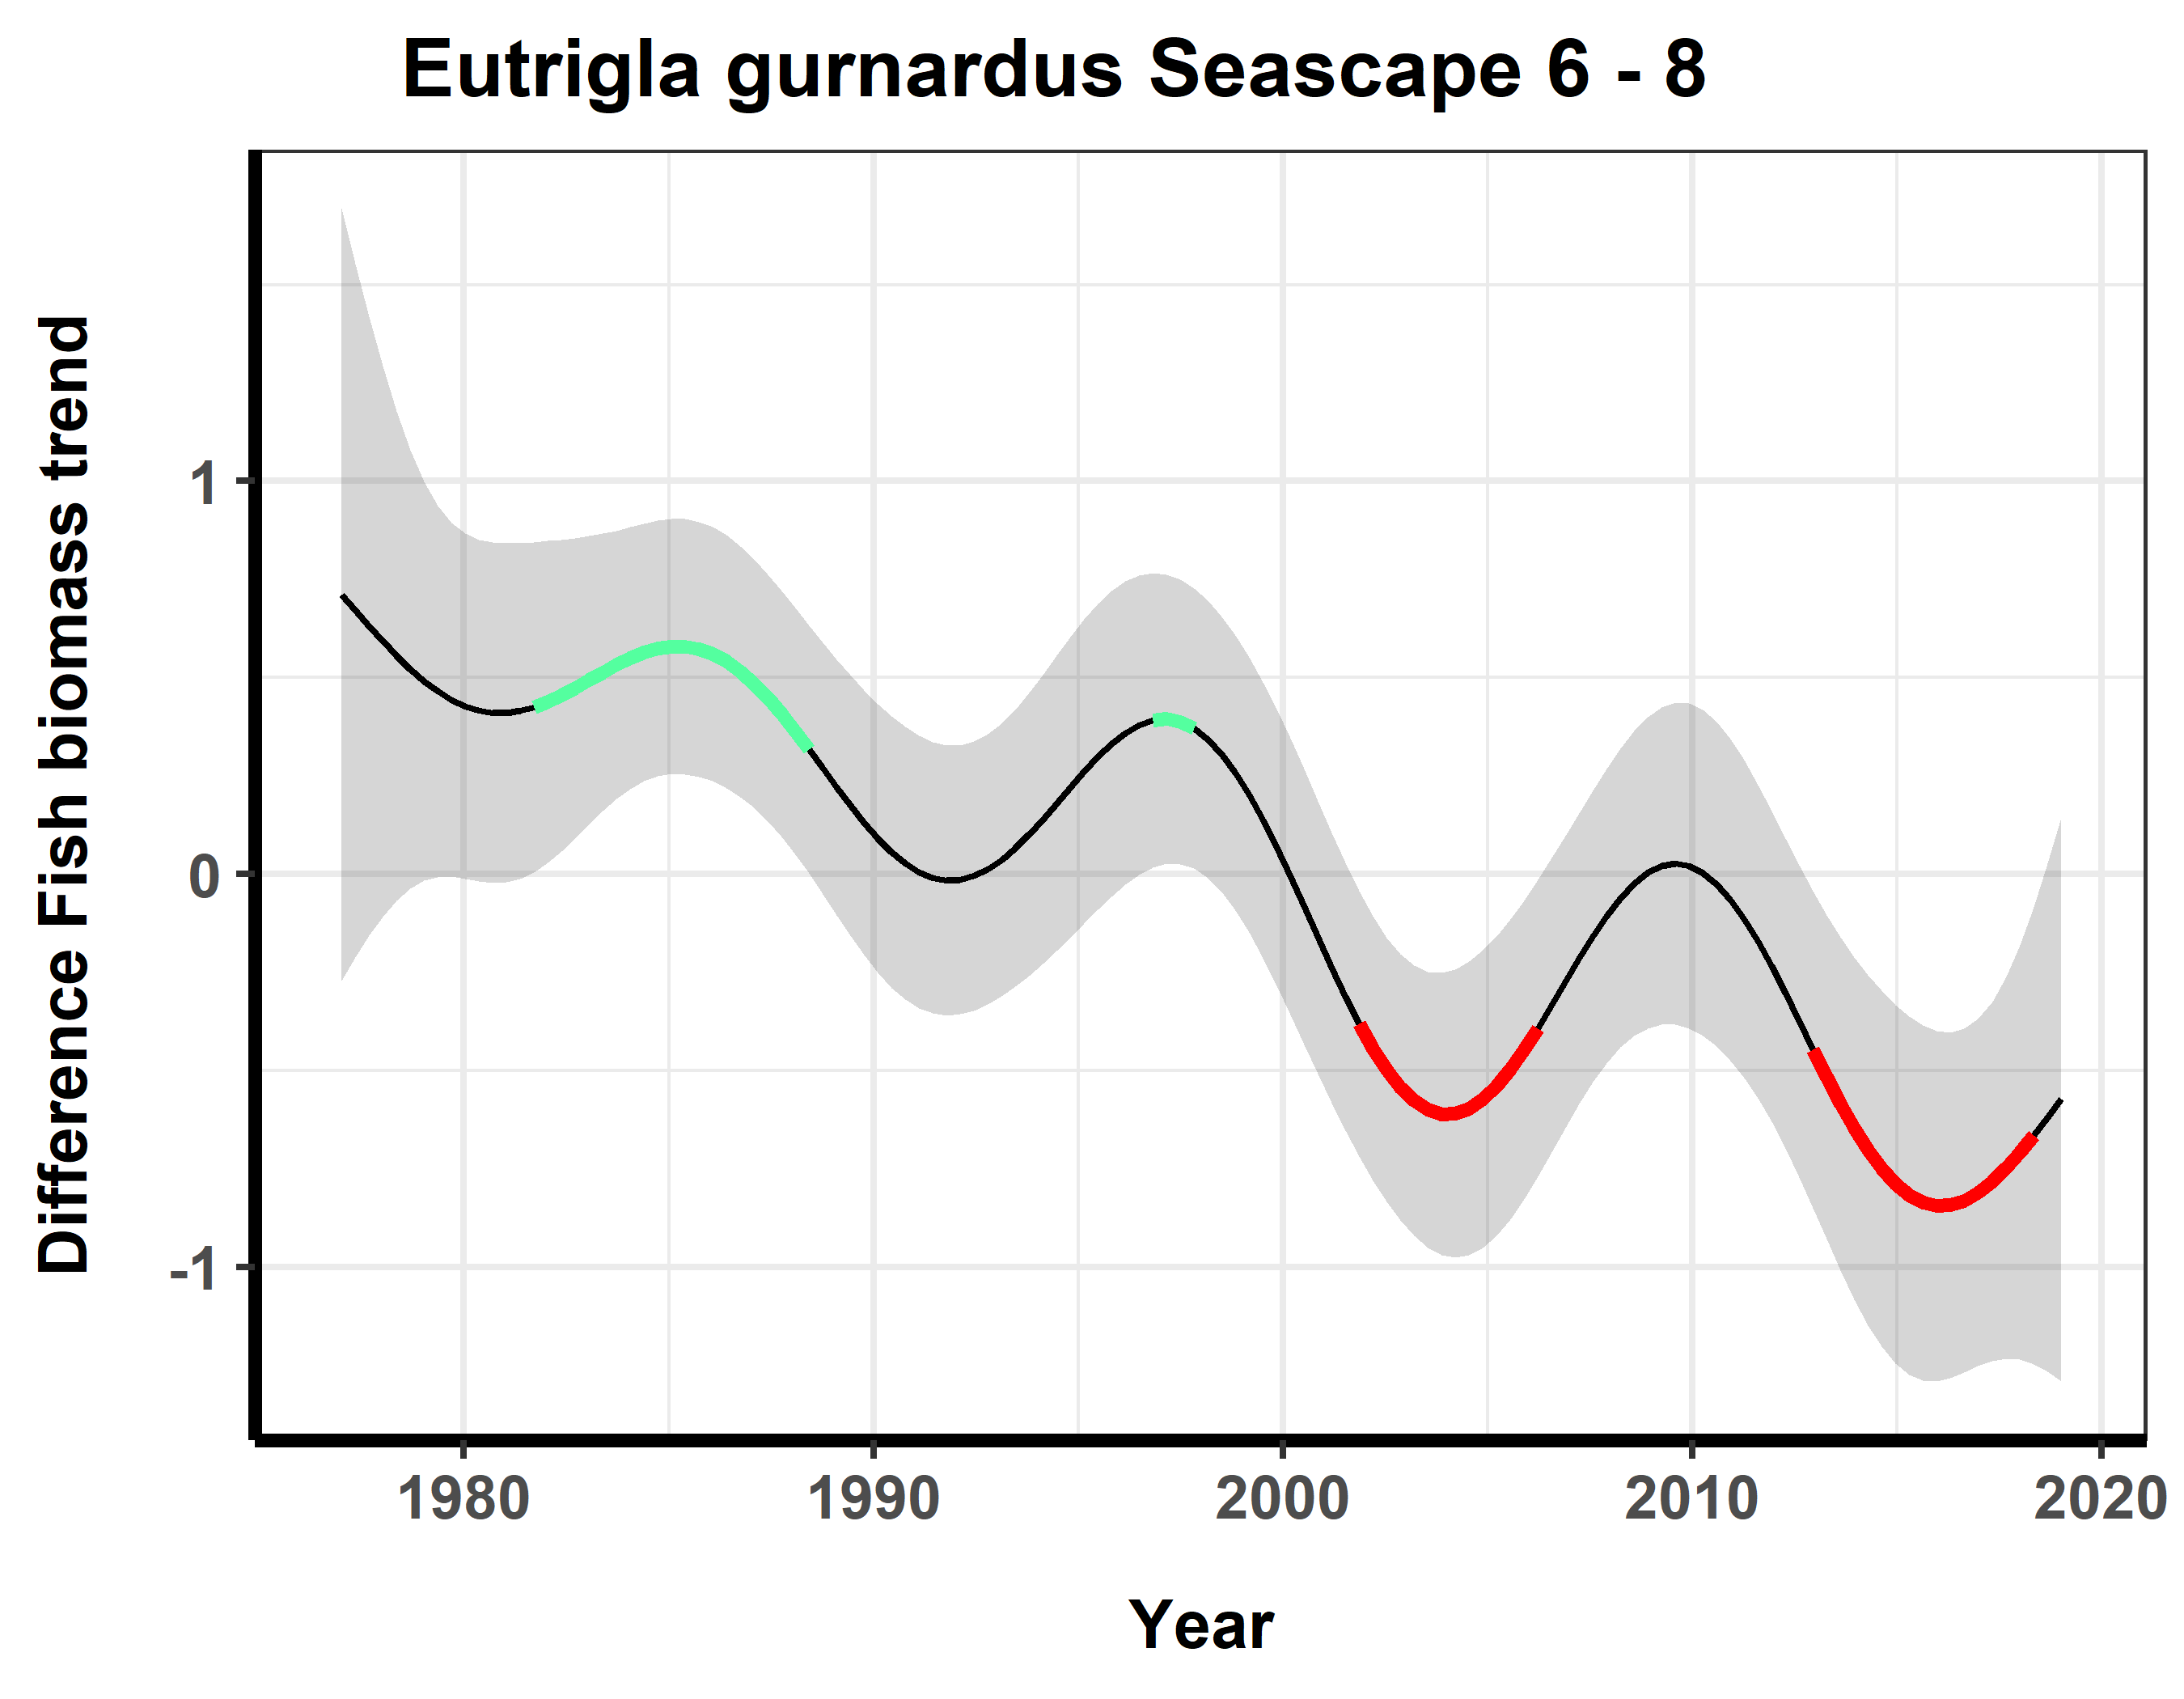 Eutrigla gurnardus Seascape 6 - 8
Difference Fish biomass trend
1
0
-1
1980 1990 2000 2010 2020
Year